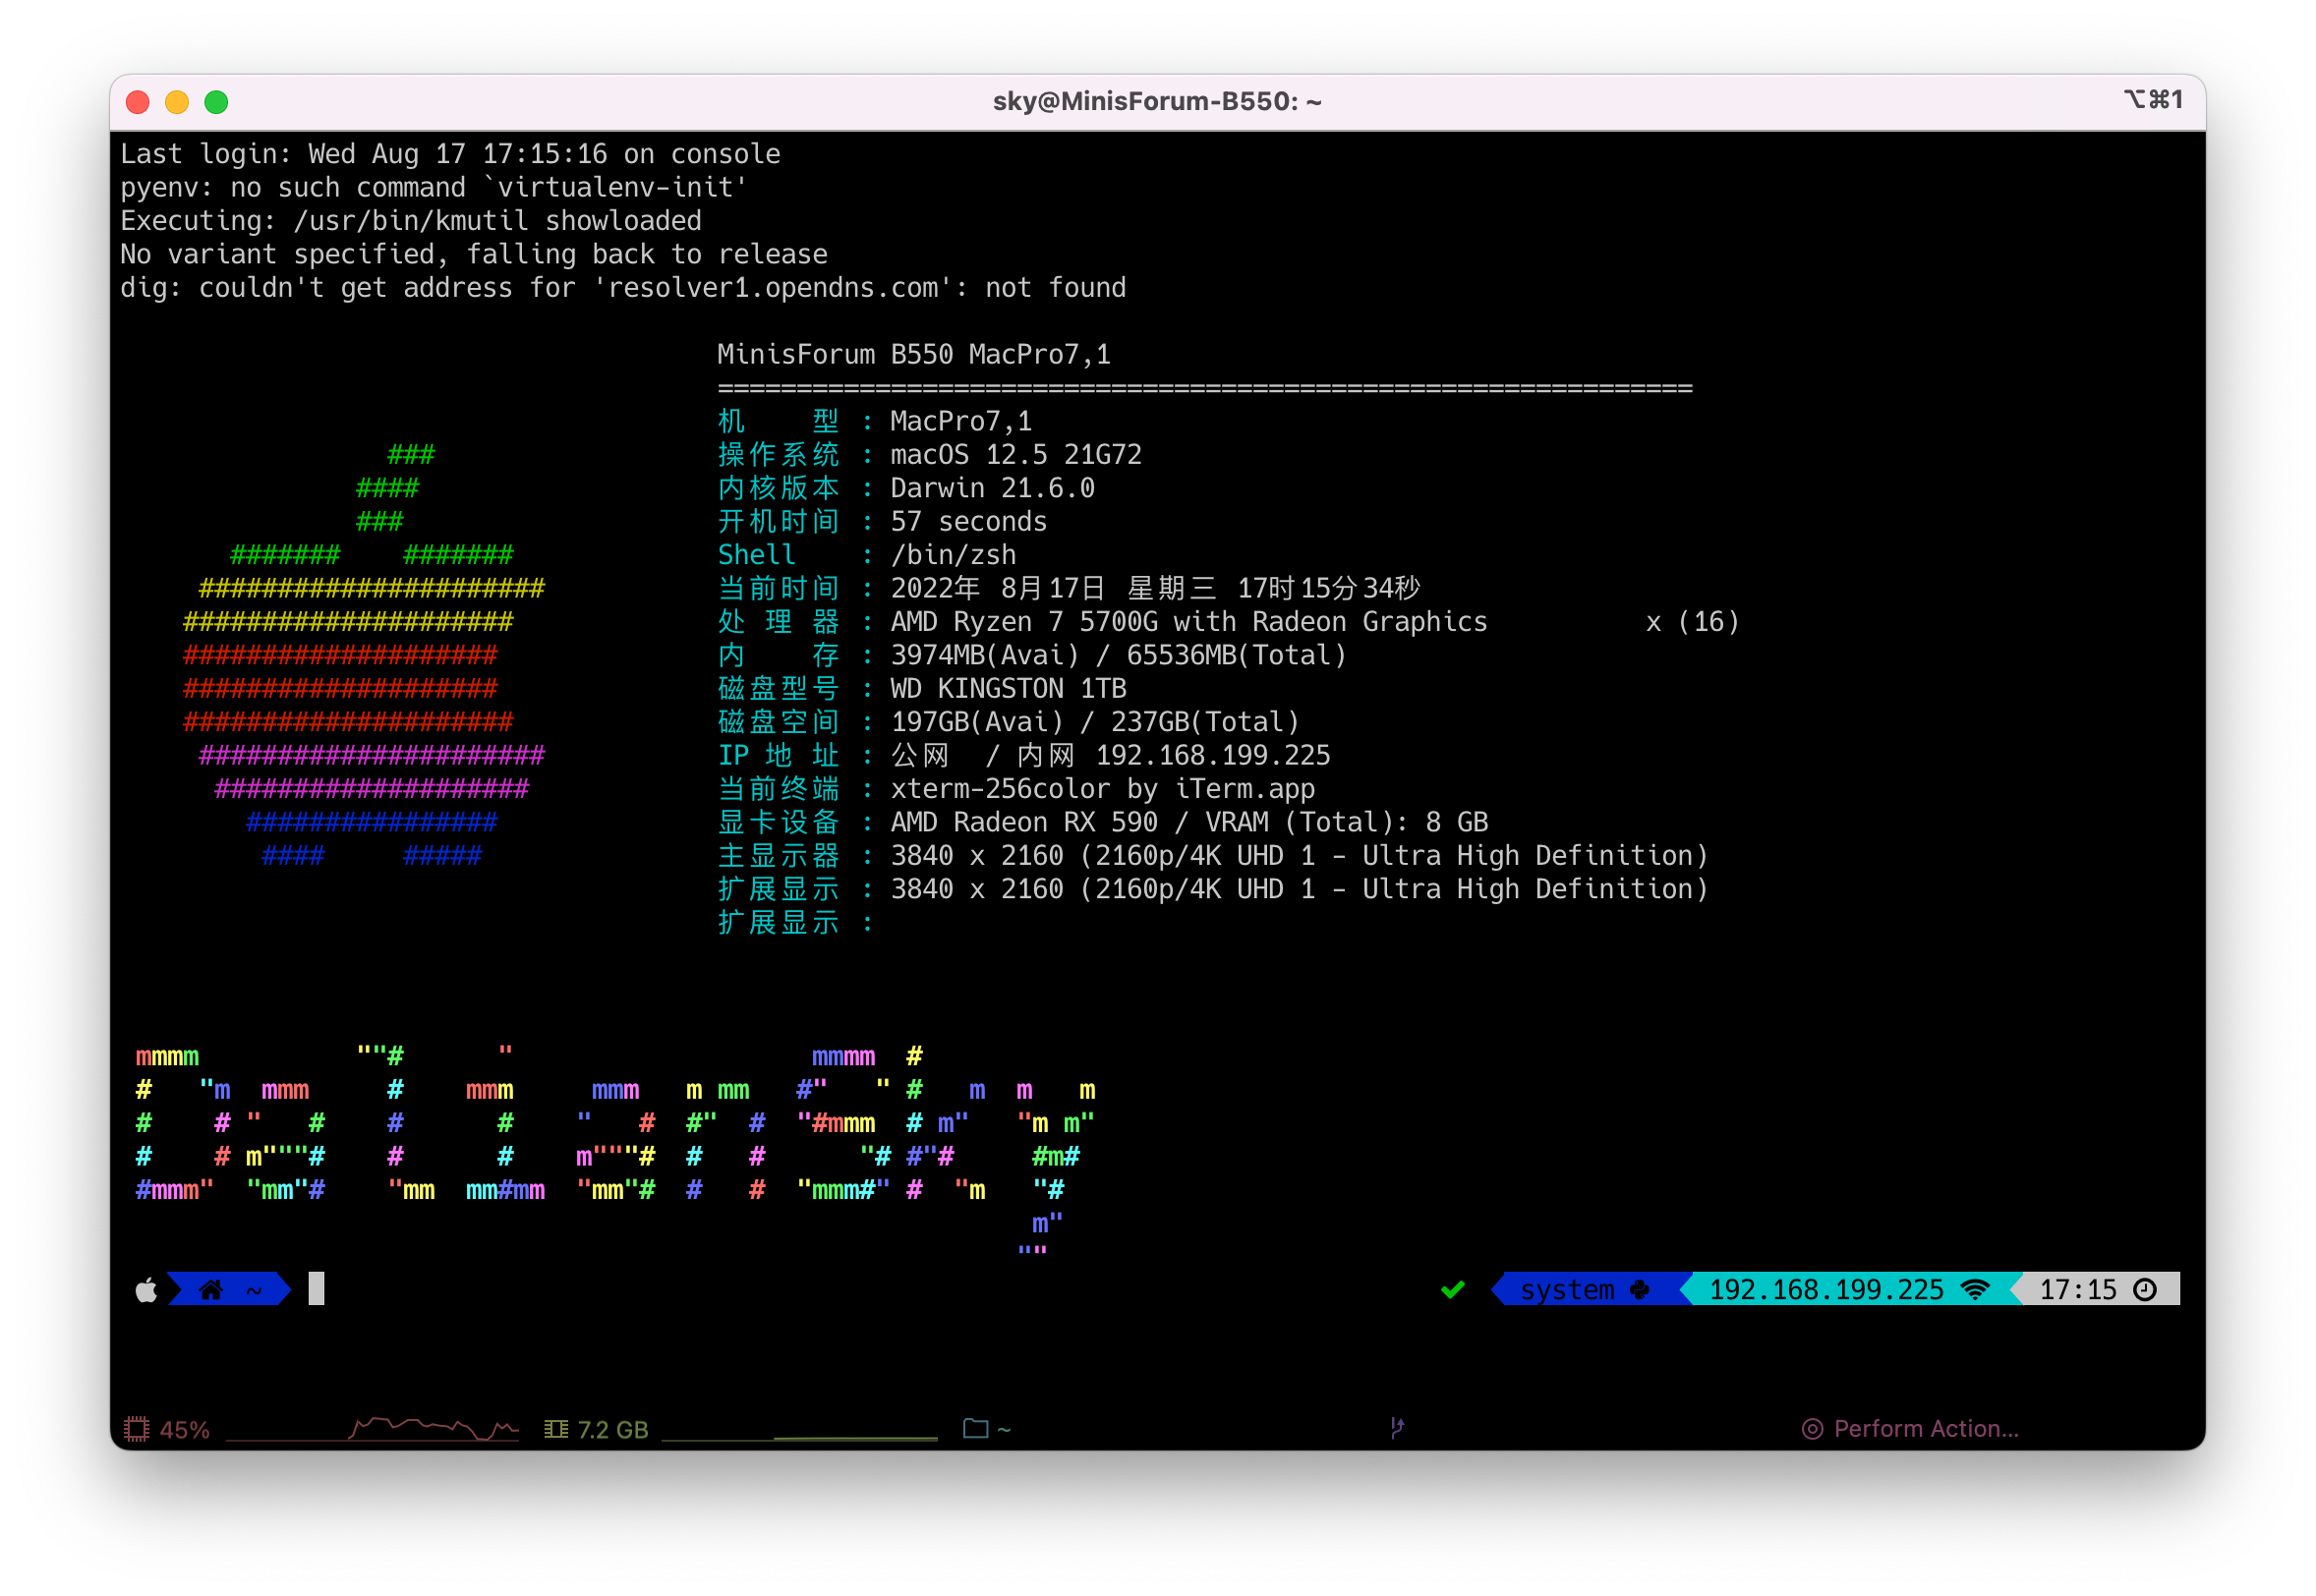 sky@MinisForum-B550: ~
⌥⌘1
Last login: Wed Aug 17 17:15:16 on console
pyenv: no such command `virtualenv-init'
Executing: /usr/bin/kmutil showloaded
No variant specified, falling back to release
dig: couldn't get address for 'resolver1.opendns.com': not found
MinisForum B550 MacPro7,1
==============================================================
机    型 : MacPro7,1
操作系统 : macOS 12.5 21G72
内核版本 : Darwin 21.6.0
开机时间 : 57 seconds
Shell    : /bin/zsh
当前时间 : 2022年 8月17日 星期三 17时15分34秒
处 理 器 : AMD Ryzen 7 5700G with Radeon Graphics          x (16)
内    存 : 3974MB(Avai) / 65536MB(Total)
磁盘型号 : WD KINGSTON 1TB
磁盘空间 : 197GB(Avai) / 237GB(Total)
IP 地 址 : 公网  / 内网 192.168.199.225
当前终端 : xterm-256color by iTerm.app
显卡设备 : AMD Radeon RX 590 / VRAM (Total): 8 GB
主显示器 : 3840 x 2160 (2160p/4K UHD 1 - Ultra High Definition)
扩展显示 : 3840 x 2160 (2160p/4K UHD 1 - Ultra High Definition)
扩展显示 :
DalianSky
~
system 192.168.199.225 17:15
45% 7.2 GB ~ Perform Action...